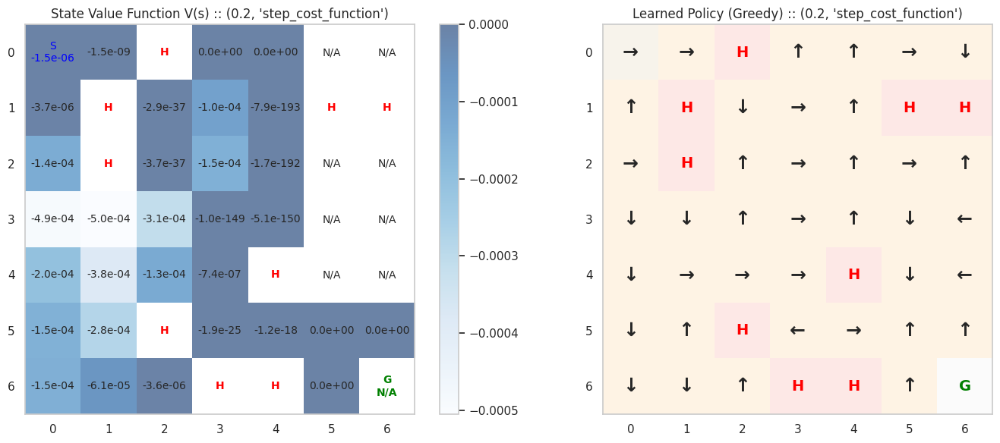 State Value Function V(s) :: (0.2, 'step_cost_function')
0 S -1.5e-06 -1.5e-09 H 0.0e+00 0.0e+00 N/A N/A
1 -3.7e-06 H -2.9e-37 -1.0e-04 -7.9e-193 H H
2 -1.4e-04 H -3.7e-37 -1.5e-04 -1.7e-192 N/A N/A
3 -4.9e-04 -5.0e-04 -3.1e-04 -1.0e-149 -5.1e-150 N/A N/A
4 -2.0e-04 -3.8e-04 -1.3e-04 -7.4e-07 H N/A N/A
5 -1.5e-04 -2.8e-04 H -1.9e-25 -1.2e-18 0.0e+00 0.0e+00
6 -1.5e-04 -6.1e-05 -3.6e-06 H H 0.0e+00 G N/A
0 1 2 3 4 5 6
0.0000
−0.0001
−0.0002
−0.0003
−0.0004
−0.0005
Learned Policy (Greedy) :: (0.2, 'step_cost_function')
0 → → H ↑ ↑ → ↓
1 ↑ H ↓ → ↑ H H
2 → H ↑ → ↑ → ↑
3 ↓ ↓ ↑ → ↑ ↓ ←
4 ↓ → → → H ↓ ←
5 ↓ ↑ H ← → ↑ ↑
6 ↓ ↓ ↑ H H ↑ G
0 1 2 3 4 5 6